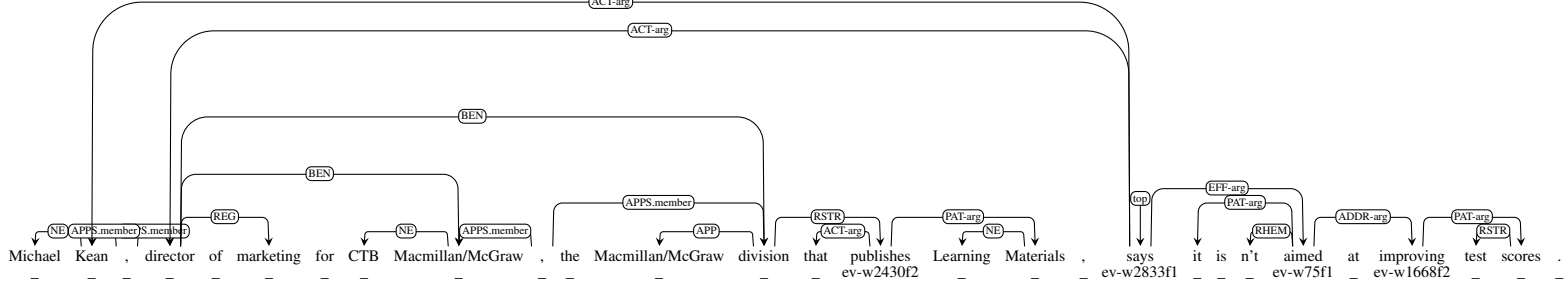 ACT-arg
ACT-arg
BEN
BEN
EFF-arg
top
APPS.member PAT-arg
REG RSTR PAT-arg ADDR-arg PAT-arg
NE APPS.member PS.member NE APPS.member APP ACT-arg NE RHEM RSTR
Michael Kean , director of marketing for CTB Macmillan/McGraw , the Macmillan/McGraw division that publishes Learning Materials , says it is n't aimed at improving test scores .
_ _ _ _ _ _ _ _ _ _ _ _ _ _ ev-w2430f2 _ _ _ ev-w2833f1 _ _ _ ev-w75f1 _ ev-w1668f2 _ _ _